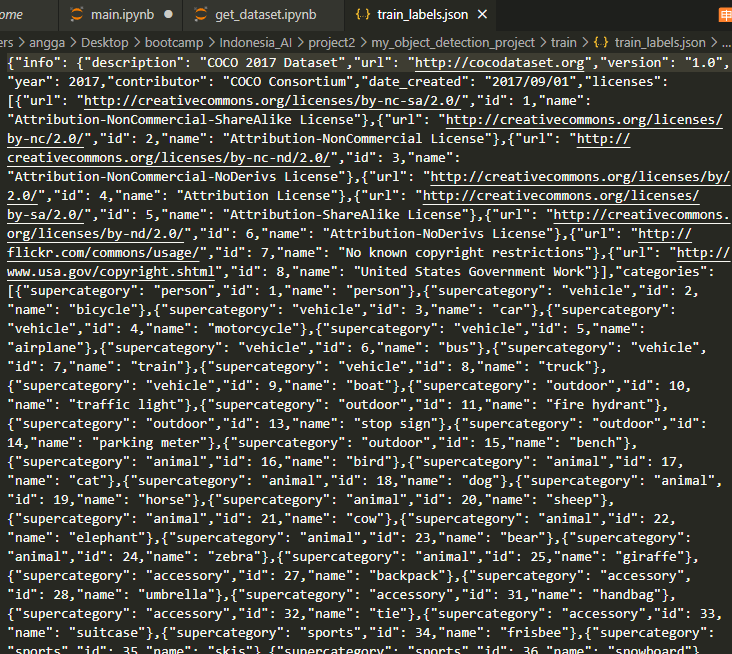 ome main.ipynb get_dataset.ipynb {} train_labels.json
ers > angga > Desktop > bootcamp > Indonesia_AI > project2 > my_object_detection_project > train > {} train_labels.json > ...
{"info": {"description": "COCO 2017 Dataset","url": "http://cocodataset.org","version": "1.0",
"year": 2017,"contributor": "COCO Consortium","date_created": "2017/09/01","licenses":
[{"url": "http://creativecommons.org/licenses/by-nc-sa/2.0/","id": 1,"name":
"Attribution-NonCommercial-ShareAlike License"},{"url": "http://creativecommons.org/licenses/
by-nc/2.0/","id": 2,"name": "Attribution-NonCommercial License"},{"url": "http://
creativecommons.org/licenses/by-nc-nd/2.0/","id": 3,"name":
"Attribution-NonCommercial-NoDerivs License"},{"url": "http://creativecommons.org/licenses/by/
2.0/","id": 4,"name": "Attribution License"},{"url": "http://creativecommons.org/licenses/
by-sa/2.0/","id": 5,"name": "Attribution-ShareAlike License"},{"url": "http://creativecommons.
org/licenses/by-nd/2.0/","id": 6,"name": "Attribution-NoDerivs License"},{"url": "http://
flickr.com/commons/usage/","id": 7,"name": "No known copyright restrictions"},{"url": "http://
www.usa.gov/copyright.shtml","id": 8,"name": "United States Government Work"}],"categories":
[{"supercategory": "person","id": 1,"name": "person"},{"supercategory": "vehicle","id": 2,
"name": "bicycle"},{"supercategory": "vehicle","id": 3,"name": "car"},{"supercategory":
"vehicle","id": 4,"name": "motorcycle"},{"supercategory": "vehicle","id": 5,"name":
"airplane"},{"supercategory": "vehicle","id": 6,"name": "bus"},{"supercategory": "vehicle",
"id": 7,"name": "train"},{"supercategory": "vehicle","id": 8,"name": "truck"},
{"supercategory": "vehicle","id": 9,"name": "boat"},{"supercategory": "outdoor","id": 10,
"name": "traffic light"},{"supercategory": "outdoor","id": 11,"name": "fire hydrant"},
{"supercategory": "outdoor","id": 13,"name": "stop sign"},{"supercategory": "outdoor","id":
14,"name": "parking meter"},{"supercategory": "outdoor","id": 15,"name": "bench"},
{"supercategory": "animal","id": 16,"name": "bird"},{"supercategory": "animal","id": 17,
"name": "cat"},{"supercategory": "animal","id": 18,"name": "dog"},{"supercategory": "animal",
"id": 19,"name": "horse"},{"supercategory": "animal","id": 20,"name": "sheep"},
{"supercategory": "animal","id": 21,"name": "cow"},{"supercategory": "animal","id": 22,
"name": "elephant"},{"supercategory": "animal","id": 23,"name": "bear"},{"supercategory":
"animal","id": 24,"name": "zebra"},{"supercategory": "animal","id": 25,"name": "giraffe"},
{"supercategory": "accessory","id": 27,"name": "backpack"},{"supercategory": "accessory",
"id": 28,"name": "umbrella"},{"supercategory": "accessory","id": 31,"name": "handbag"},
{"supercategory": "accessory","id": 32,"name": "tie"},{"supercategory": "accessory","id": 33,
"name": "suitcase"},{"supercategory": "sports","id": 34,"name": "frisbee"},{"supercategory":
"sports","id": 35,"name": "skis"},{"supercategory": "sports","id": 36,"name": "snowboard"}